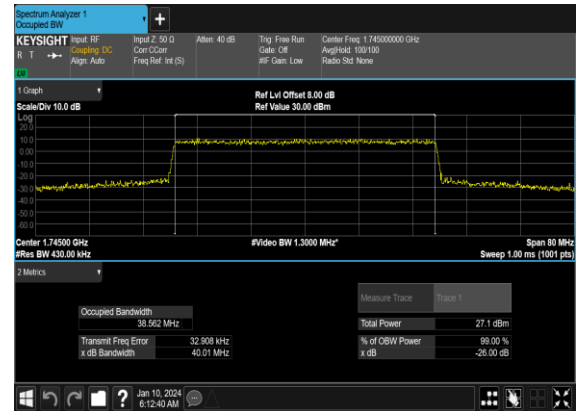 Spectrum Analyzer 1
Occupied BW
+
KEYSIGHT
R T
Input: RF
Coupling: DC
Align: Auto
Input Z: 50 Ω
Corr CCorr
Freq Ref: Int (S)
Atten: 40 dB
Trig: Free Run
Gate: Off
#IF Gain: Low
Center Freq: 1.745000000 GHz
Avg|Hold: 100/100
Radio Std: None
1 Graph
Scale/Div 10.0 dB
Ref Lvl Offset 8.00 dB
Ref Value 30.00 dBm
Log
20.0
10.0
0.00
-10.0
-20.0
-30.0
-40.0
-50.0
-60.0
Center 1.74500 GHz
#Res BW 430.00 kHz
#Video BW 1.3000 MHz*
Span 80 MHz
Sweep 1.00 ms (1001 pts)
2 Metrics
Measure Trace Trace 1
Occupied Bandwidth
38.562 MHz
Total Power 27.1 dBm
Transmit Freq Error 32.908 kHz
% of OBW Power 99.00 %
x dB Bandwidth 40.01 MHz
x dB -26.00 dB
?
Jan 10, 2024
6:12:40 AM